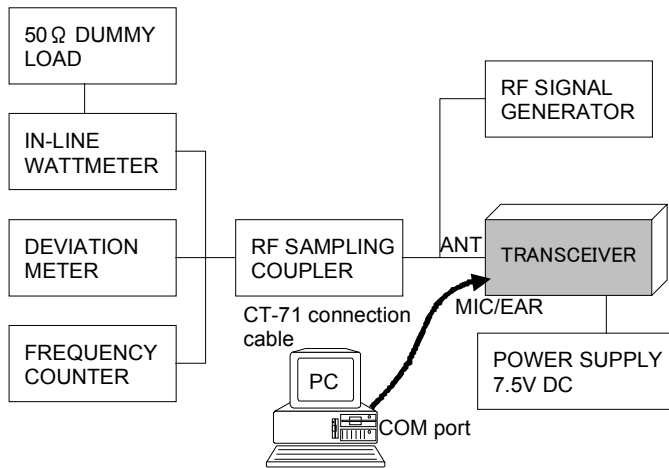 50Ω DUMMY
LOAD
IN-LINE
WATTMETER
DEVIATION
METER
FREQUENCY
COUNTER
RF SAMPLING
COUPLER
RF SIGNAL
GENERATOR
ANT
TRANSCEIVER
MIC/EAR
CT-71 connection
cable
POWER SUPPLY
7.5V DC
PC
COM port